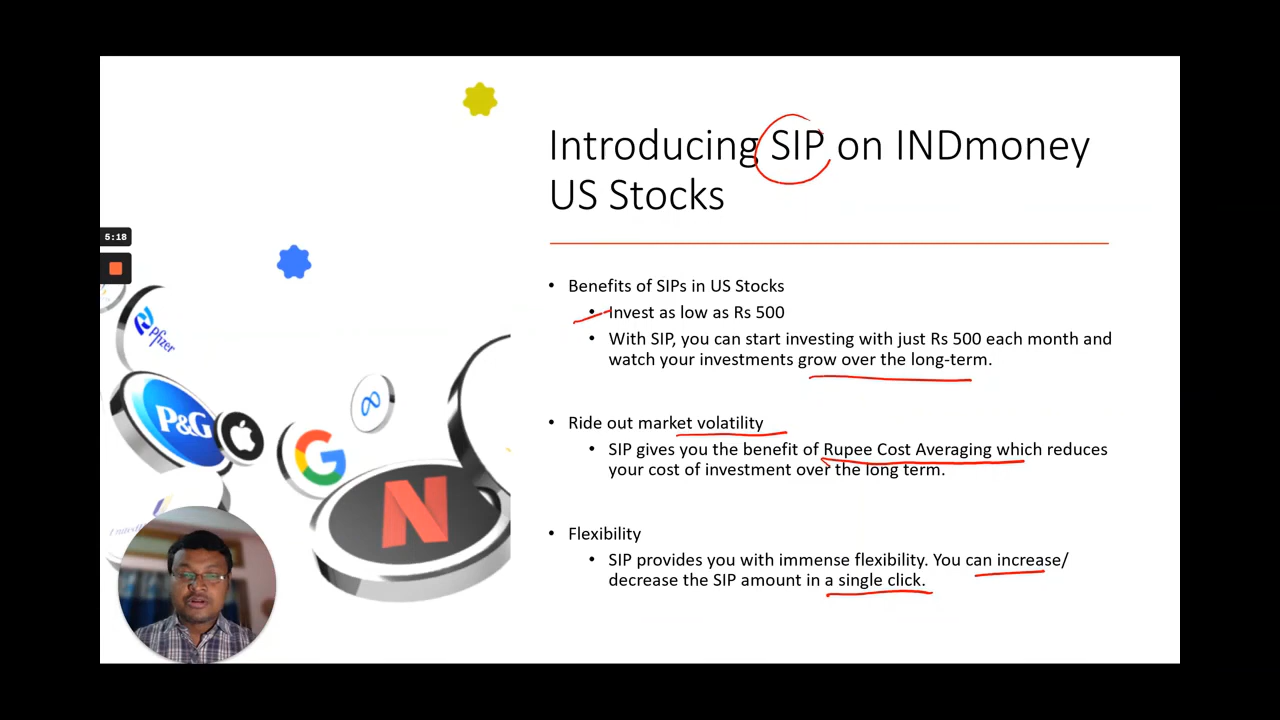 Introducing SIP on INDmoney
US Stocks
5:18
• Benefits of SIPs in US Stocks
• Invest as low as Rs 500
• With SIP, you can start investing with just Rs 500 each month and
watch your investments grow over the long-term.
• Ride out market volatility
• SIP gives you the benefit of Rupee Cost Averaging which reduces
your cost of investment over the long term.
• Flexibility
• SIP provides you with immense flexibility. You can increase/
decrease the SIP amount in a single click.
Pfizer
P&G